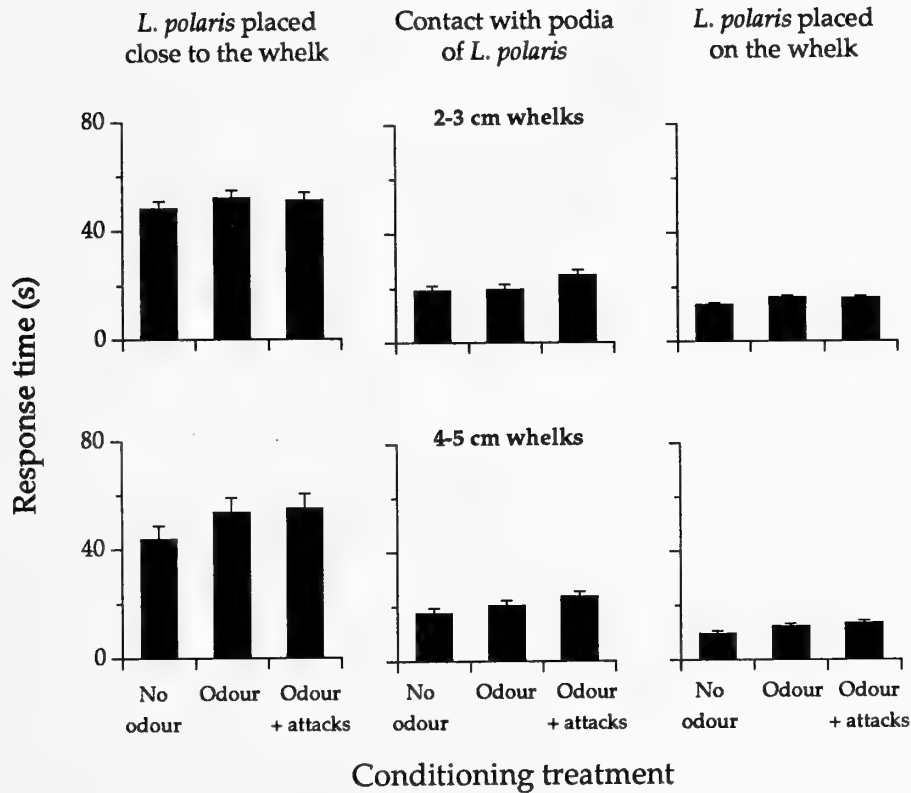 L. polaris placed
close to the whelk
Contact with podia
of L. polaris
L. polaris placed
on the whelk
2-3 cm whelks
80
40
0
4-5 cm whelks
80
40
0
Response time (s)
No
odour
Odour
Odour
+ attacks
No
odour
Odour
Odour
+ attacks
No
odour
Odour
Odour
+ attacks
Conditioning treatment